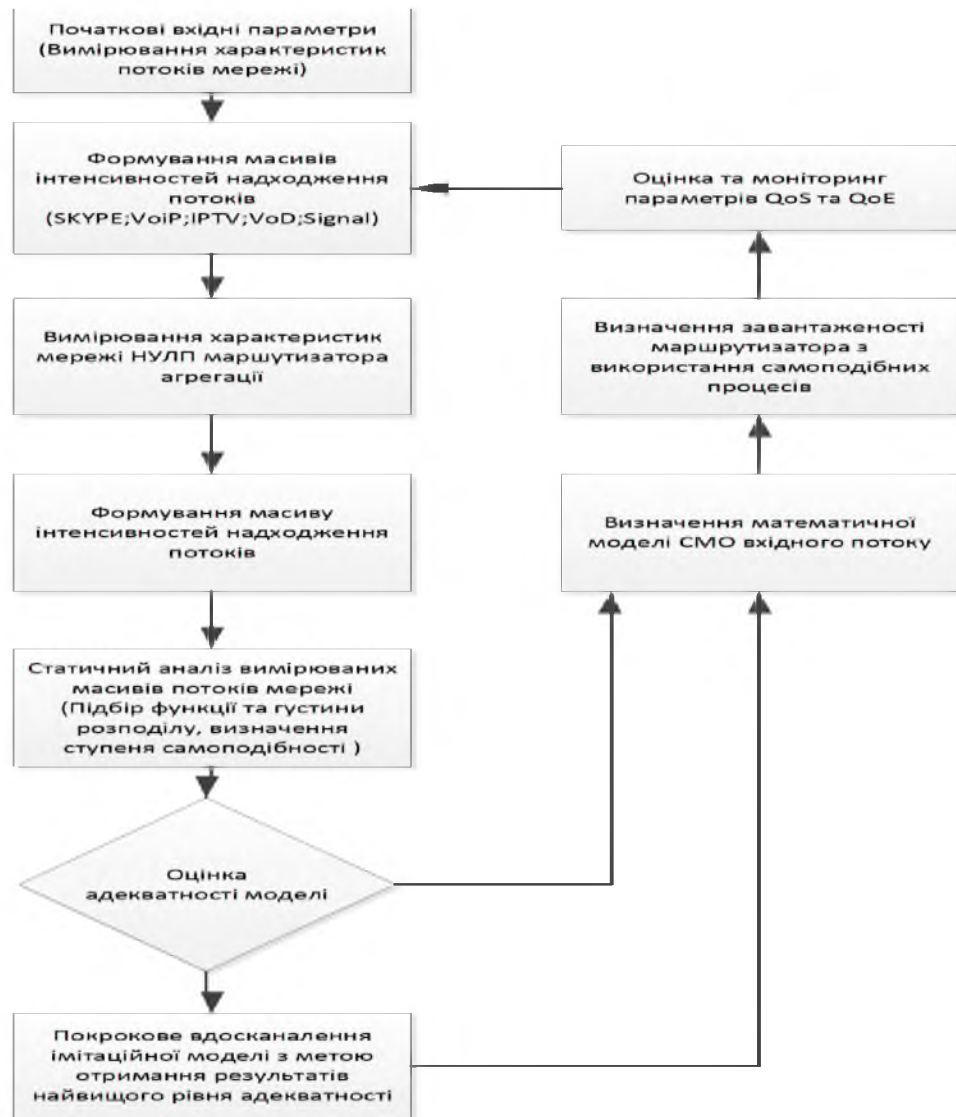 Початкові вхідні параметри
(Вимірювання характеристик
потоків мережі)
Формування масивів
інтенсивностей надходження
потоків
(SKYPE;VoiP;IPTV;VoD;Signal)
Вимірювання характеристик
мережі НУЛП маршутизатора
агрегації
Формування масиву
інтенсивностей надходження
потоків
Статичний аналіз вимірюваних
масивів потоків мережі
(Підбір функції та густини
розподілу, визначення
ступеня самоподібності )
Оцінка
адекватності моделі
Покрокове вдосканалення
імітаційної моделі з метою
отримання результатів
найвищого рівня адекватності
Оцінка та моніторинг
параметрів QoS та QoE
Визначення завантаженості
маршрутизатора з
використання самоподібних
процесів
Визначення математичної
моделі СМО вхідного потоку